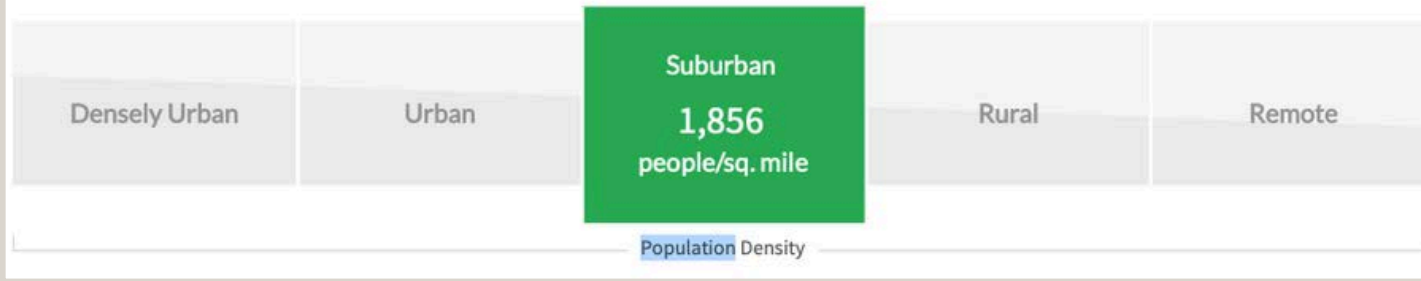 Densely Urban
Urban
Suburban
1,856
people/sq. mile
Rural
Remote
Population Density